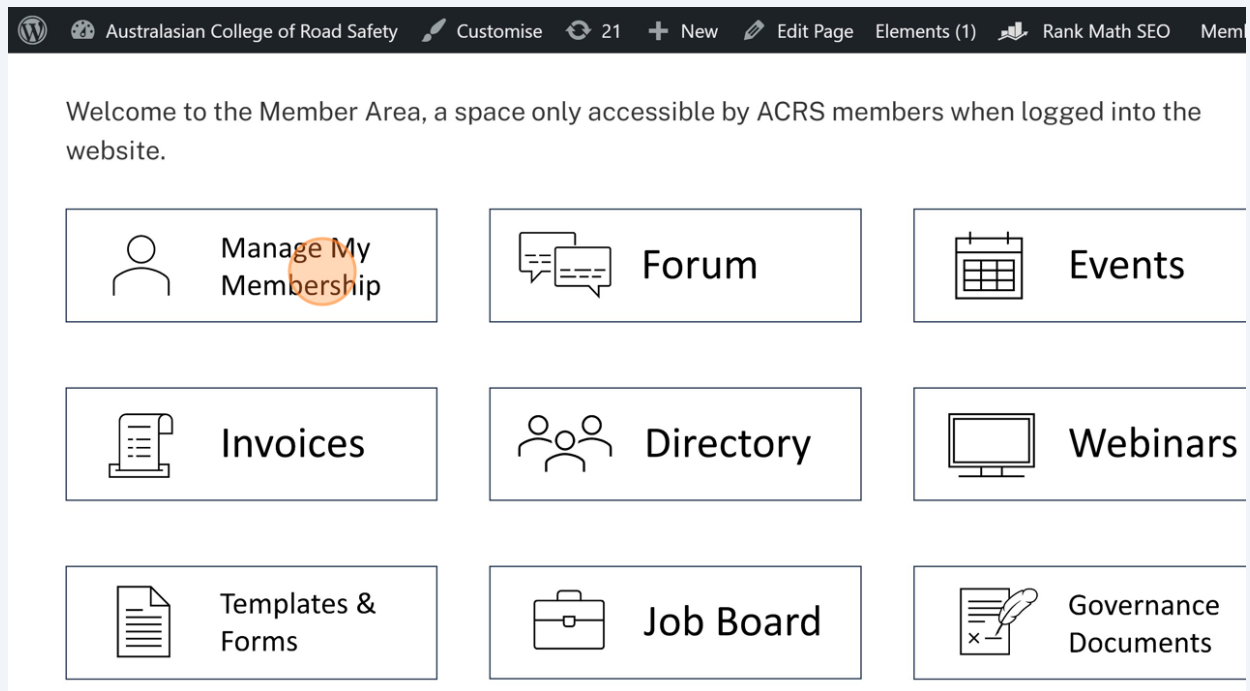 Australasian College of Road Safety Customise 21 New Edit Page Elements (1) Rank Math SEO
Welcome to the Member Area, a space only accessible by ACRS members when logged into the
website.
Manage My
Membership
Forum
Events
Invoices
Directory
Webinars
Templates &
Forms
Job Board
Governance
Documents